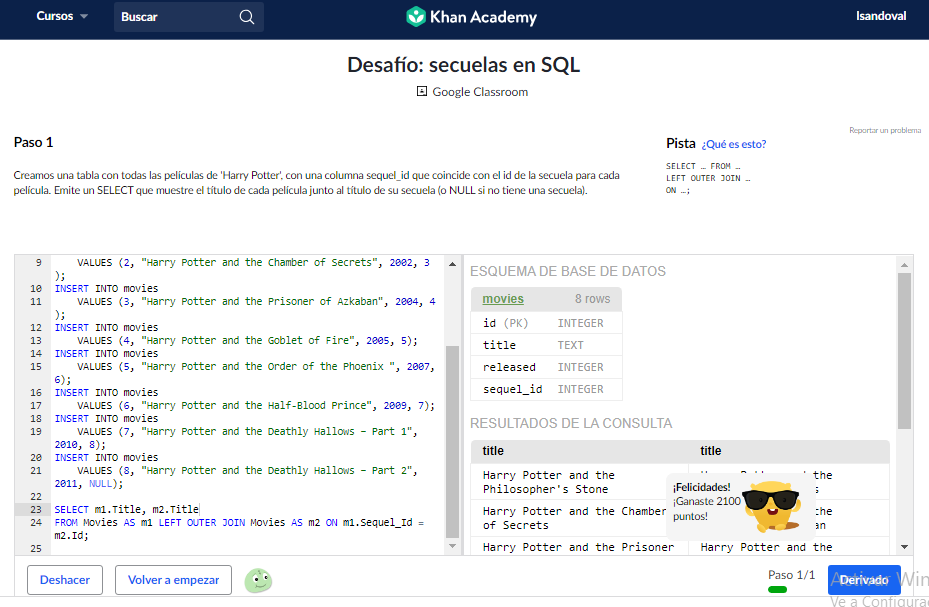 Cursos
Buscar
Khan Academy
lsandoval
Desafío: secuelas en SQL
Google Classroom
Reportar un problema
Paso 1
Creamos una tabla con todas las películas de 'Harry Potter', con una columna sequel_id que coincide con el id de la secuela para cada
película. Emite un SELECT que muestre el título de cada película junto al título de su secuela (o NULL si no tiene una secuela).
Pista ¿Qué es esto?
SELECT … FROM …
LEFT OUTER JOIN …
ON …;
9 VALUES (2, "Harry Potter and the Chamber of Secrets", 2002, 3
);
10 INSERT INTO movies
11 VALUES (3, "Harry Potter and the Prisoner of Azkaban", 2004, 4
);
12 INSERT INTO movies
13 VALUES (4, "Harry Potter and the Goblet of Fire", 2005, 5);
14 INSERT INTO movies
15 VALUES (5, "Harry Potter and the Order of the Phoenix ", 2007,
6);
16 INSERT INTO movies
17 VALUES (6, "Harry Potter and the Half-Blood Prince", 2009, 7);
18 INSERT INTO movies
19 VALUES (7, "Harry Potter and the Deathly Hallows - Part 1",
2010, 8);
20 INSERT INTO movies
21 VALUES (8, "Harry Potter and the Deathly Hallows - Part 2",
2011, NULL);
22
23 SELECT m1.Title, m2.Title
24 FROM Movies AS m1 LEFT OUTER JOIN Movies AS m2 ON m1.Sequel_Id =
m2.Id;
25
ESQUEMA DE BASE DE DATOS
movies 8 rows
id (PK) INTEGER
title TEXT
released INTEGER
sequel_id INTEGER
RESULTADOS DE LA CONSULTA
title title
Harry Potter and the
Philosopher's Stone
the
Harry Potter and the Chamber
of Secrets
the
Harry Potter and the Prisoner
Harry Potter and the
¡Felicidades!
¡Ganaste 2100
puntos!
Deshacer
Volver a empezar
Paso 1/1
Derivado
Activar Win
Ve a Configura